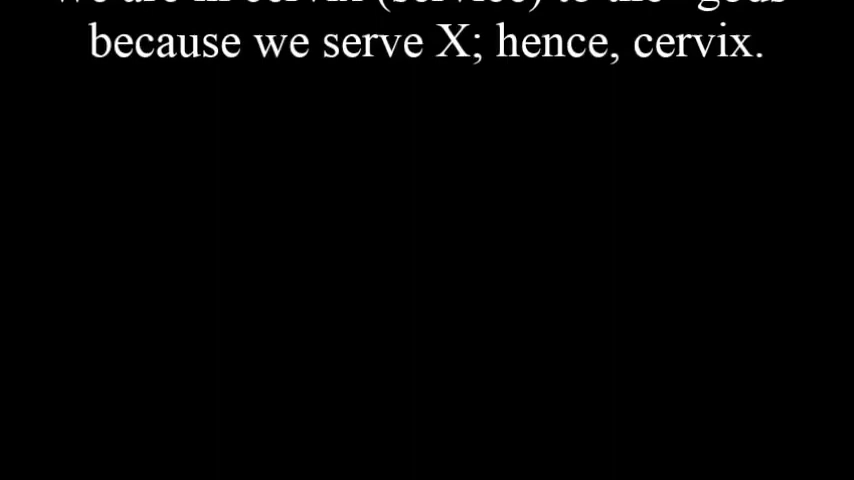 we are in cervix (service) to the "gods"
because we serve X; hence, cervix.